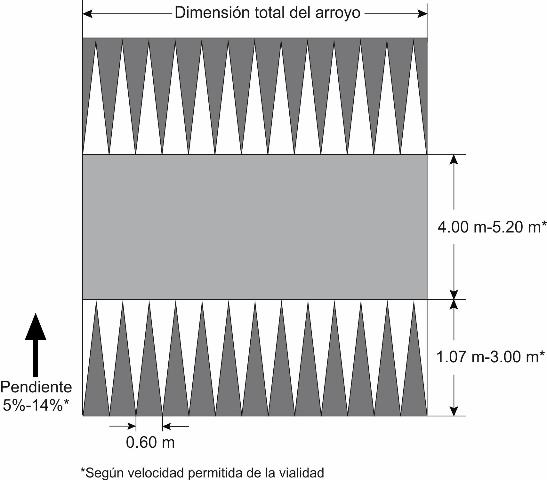 Dimensión total del arroyo
4.00 m-5.20 m*
1.07 m-3.00 m*
Pendiente
5%-14%*
0.60 m
*Según velocidad permitida de la vialidad